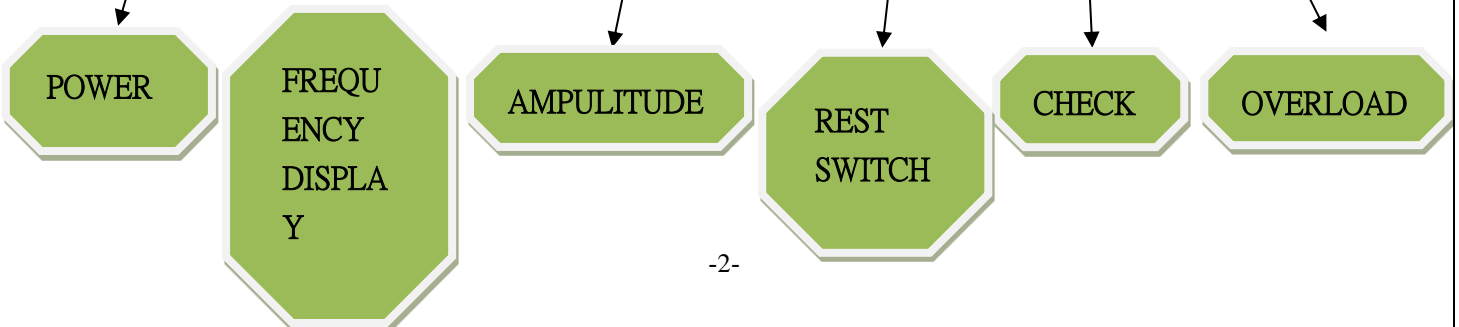 POWER
FREQU
ENCY
DISPLA
Y
AMPULITUDE
REST
SWITCH
CHECK
OVERLOAD
-2-